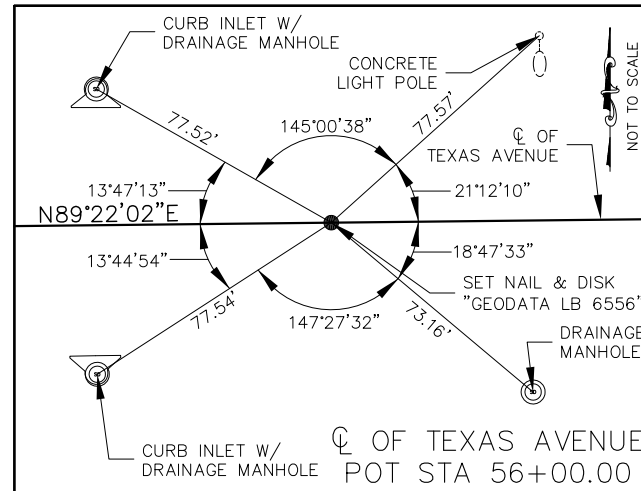 CURB INLET W/
DRAINAGE MANHOLE
CONCRETE
LIGHT POLE
NOT TO SCALE
77.52'
145°00'38"
77.57'
℄ OF
TEXAS AVENUE
13°47'13"
21°12'10"
N89°22'02"E
13°44'54"
18°47'33"
SET NAIL & DISK
"GEODATA LB 6556"
77.54'
147°27'32"
73.16'
DRAINAGE
MANHOLE
CURB INLET W/
DRAINAGE MANHOLE
℄ OF TEXAS AVENUE
POT STA 56+00.00